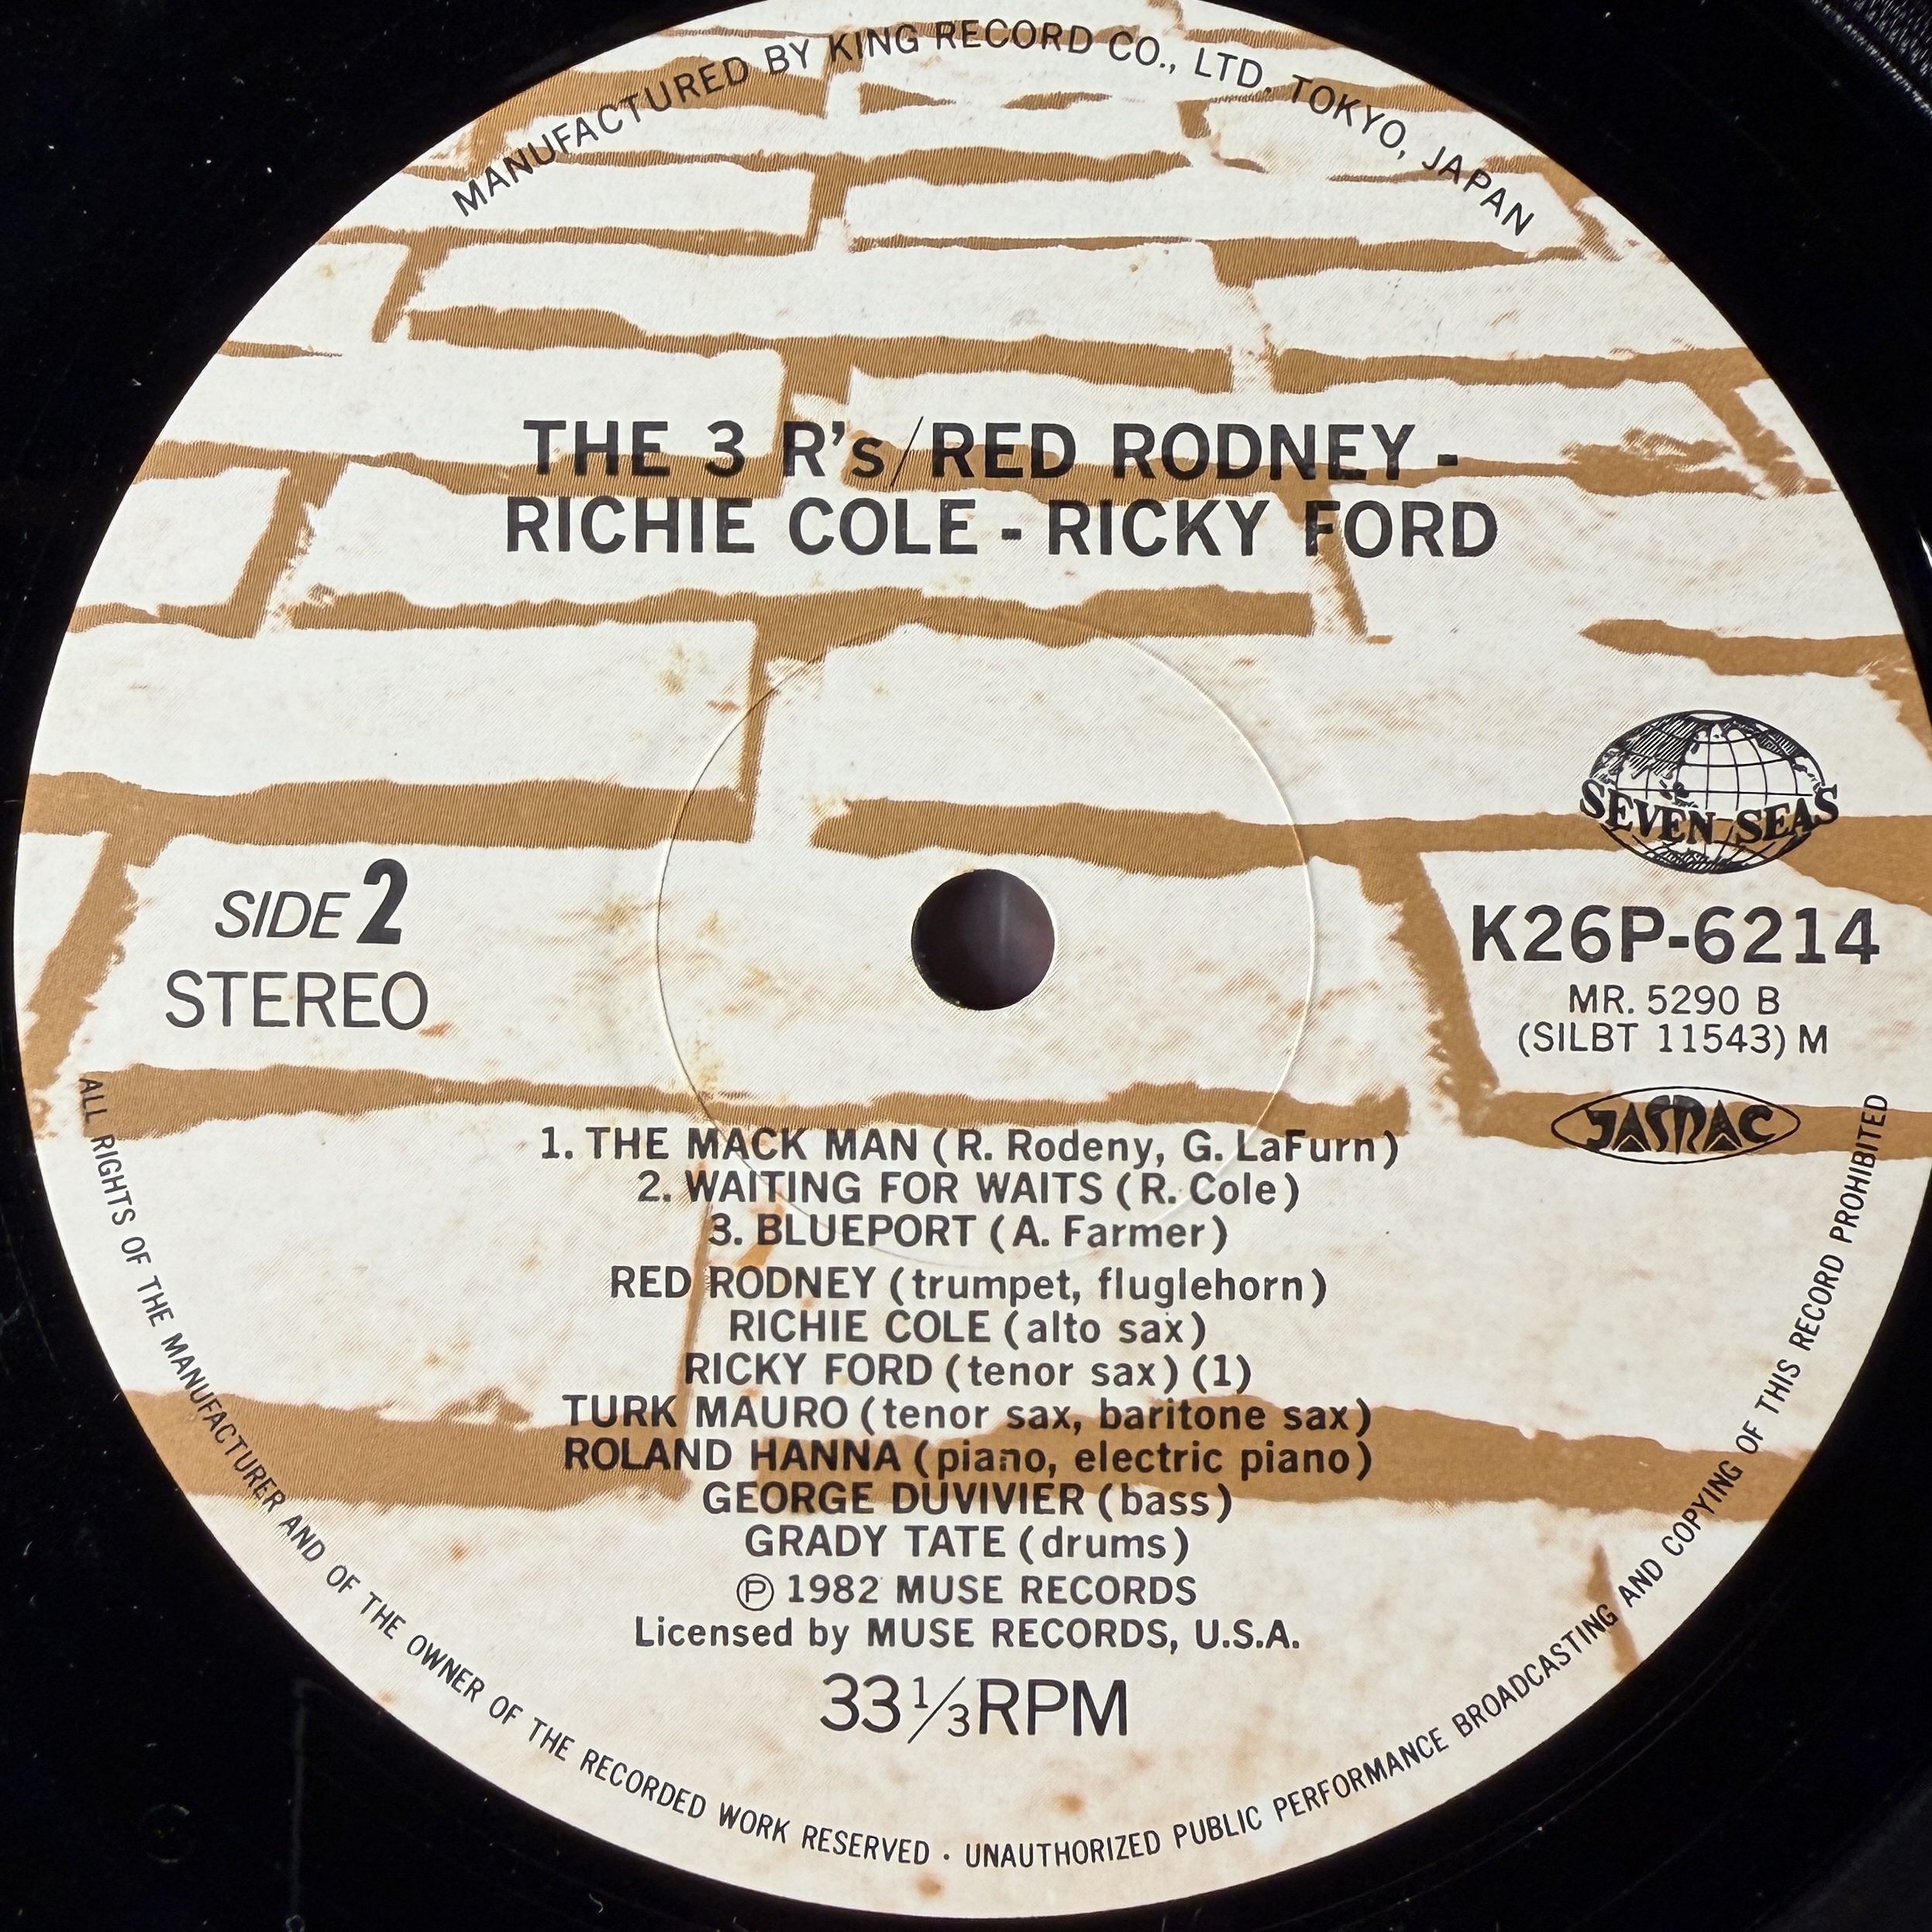 MANUFACTURED BY KING RECORD CO., LTD. TOKYO, JAPAN
THE 3 R's/RED RODNEY -
RICHIE COLE - RICKY FORD
SEVEN SEAS
SIDE 2
STEREO
K26P-6214
MR. 5290 B
(SILBT 11543) M
JASRAC
1. THE MACK MAN (R. Rodeny, G. LaFurn)
2. WAITING FOR WAITS (R. Cole)
3. BLUEPORT (A. Farmer)
RED RODNEY (trumpet, fluglehorn)
RICHIE COLE (alto sax)
RICKY FORD (tenor sax) (1)
TURK MAURO (tenor sax, baritone sax)
ROLAND HANNA (piano, electric piano)
GEORGE DUVIVIER (bass)
GRADY TATE (drums)
Ⓟ 1982 MUSE RECORDS
Licensed by MUSE RECORDS, U.S.A.
33 1/3 RPM
ALL RIGHTS OF THE MANUFACTURER AND OF THE OWNER OF THE RECORDED WORK RESERVED · UNAUTHORIZED PUBLIC PERFORMANCE BROADCASTING AND COPYING OF THIS RECORD PROHIBITED